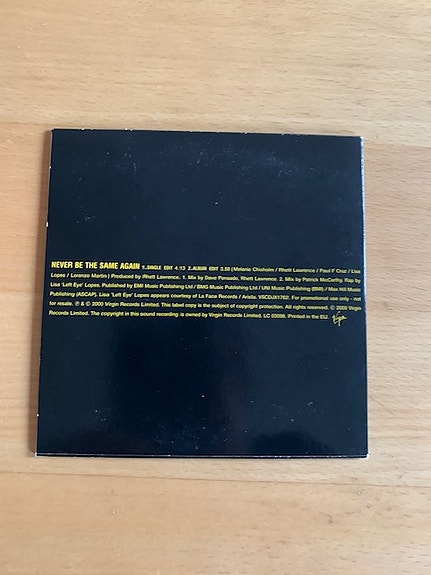 NEVER BE THE SAME AGAIN 1. SINGLE EDIT 4.13 2. ALBUM EDIT 3.58 (Melanie Chisholm / Rhett Lawrence / Paul F Cruz / Lisa
Lopes / Lorenzo Martin) Produced by Rhett Lawrence. 1. Mix by Dave Pensado, Rhett Lawrence. 2. Mix by Patrick McCarthy. Rap by
Lisa 'Left Eye' Lopes. Published by EMI Music Publishing Ltd / BMG Music Publishing Ltd / UNI Music Publishing (BMI) / Max Hill Music
Publishing (ASCAP). Lisa 'Left Eye' Lopes appears courtesy of La Face Records / Arista. VSCDJX1762. For promotional use only - not
for resale. ℗ & © 2000 Virgin Records Limited. This label copy is the subject of copyright protection. All rights reserved. © 2000 Virgin
Records Limited. The copyright in this sound recording is owned by Virgin Records Limited. LC 03098. Printed in the EU. Virgin